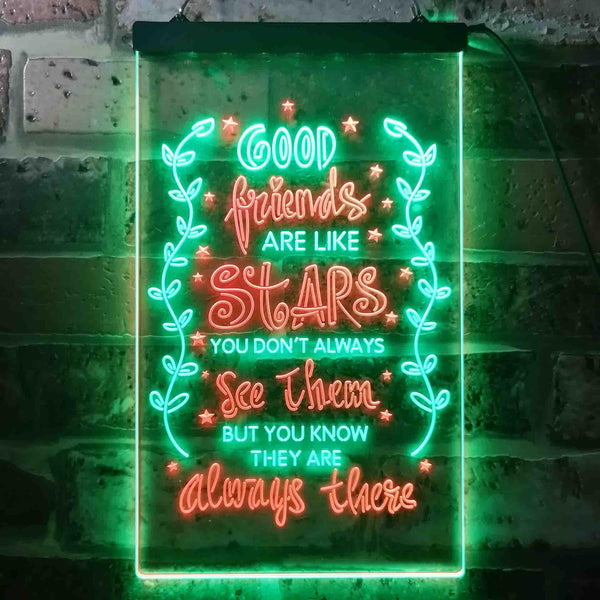 GOOD
friends
ARE LIKE
STARS
YOU DON'T ALWAYS
See Them
BUT YOU KNOW
THEY ARE
always there